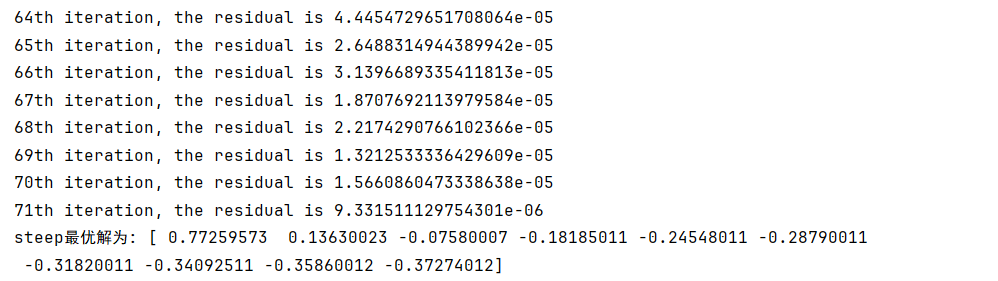 64th iteration, the residual is 4.4454729651708064e-05
65th iteration, the residual is 2.6488314944389942e-05
66th iteration, the residual is 3.1396689335411813e-05
67th iteration, the residual is 1.8707692113979584e-05
68th iteration, the residual is 2.2174290766102366e-05
69th iteration, the residual is 1.3212533336429609e-05
70th iteration, the residual is 1.5660860473338638e-05
71th iteration, the residual is 9.331511129754301e-06
steep最优解为: [ 0.77259573  0.13630023 -0.07580007 -0.18185011 -0.24548011 -0.28790011
 -0.31820011 -0.34092511 -0.35860012 -0.37274012]